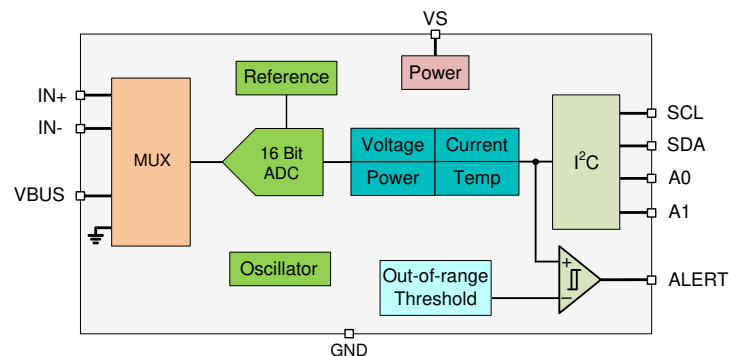 VS
Reference
Power
IN+
IN-
MUX
16 Bit
ADC
Voltage
Current
Power
Temp
I²C
SCL
SDA
A0
A1
VBUS
Oscillator
Out-of-range
Threshold
+
−
ALERT
GND